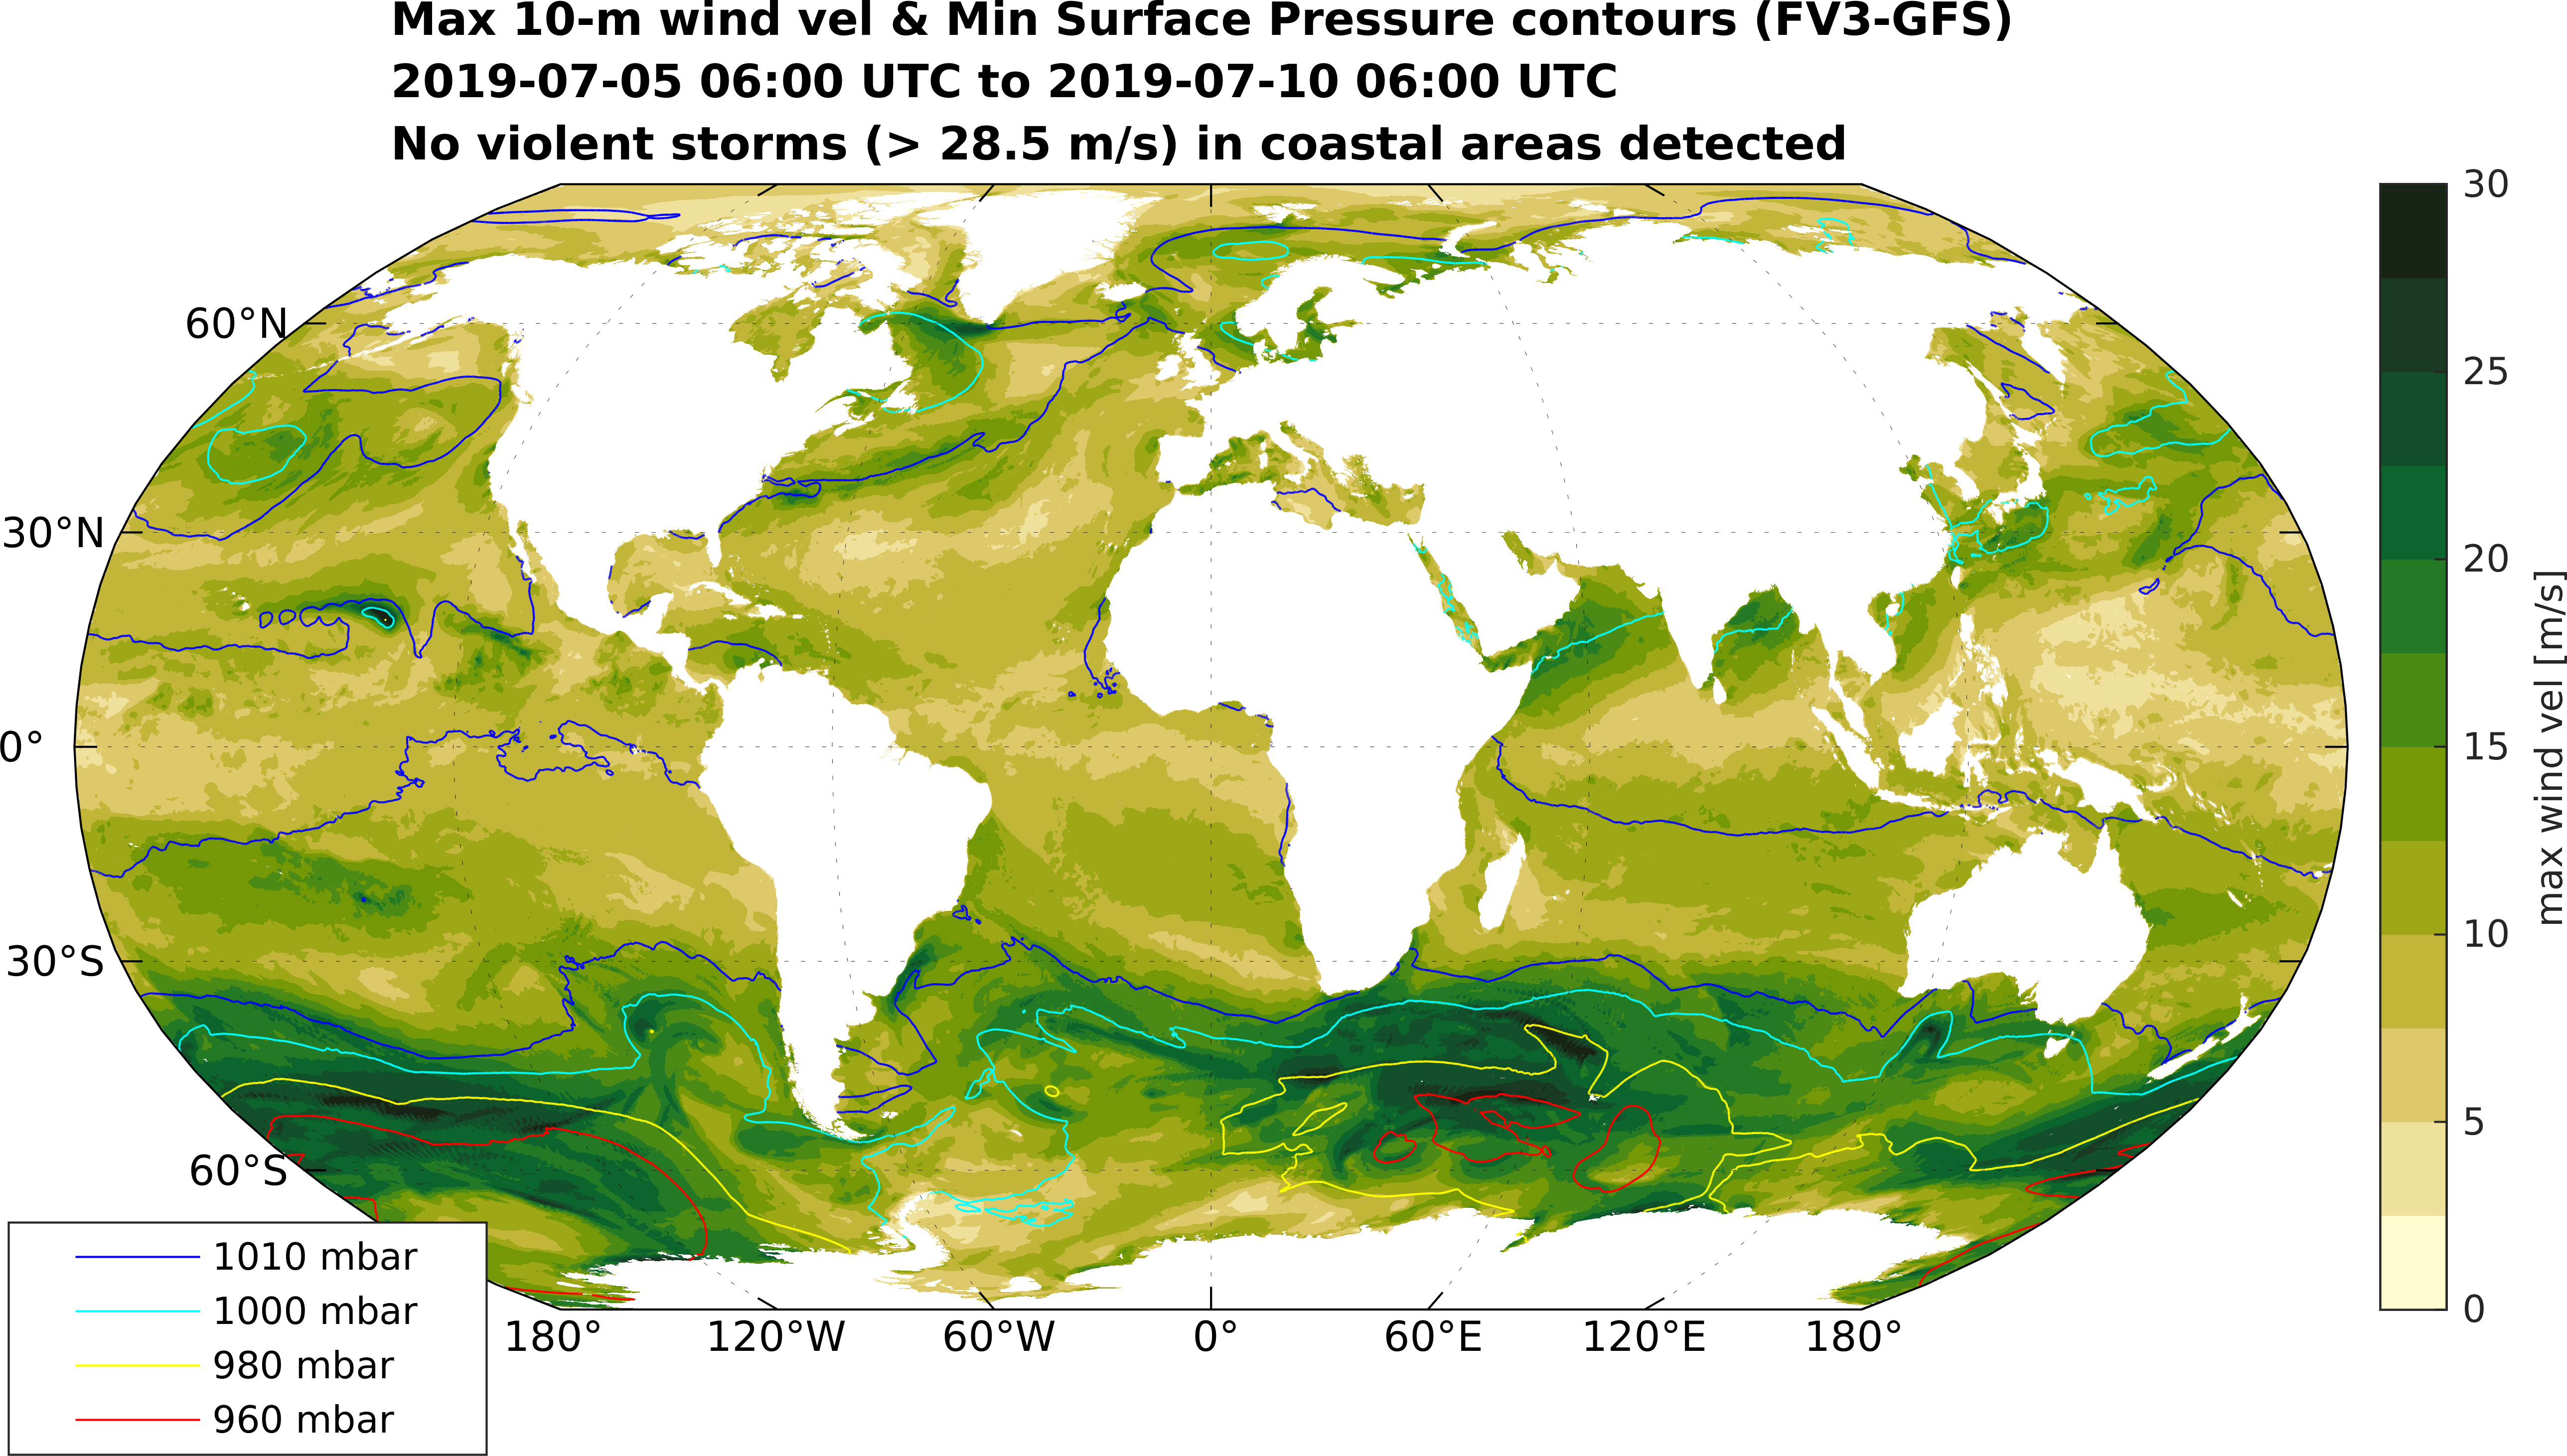 Max 10-m wind vel & Min Surface Pressure contours (FV3-GFS)
2019-07-05 06:00 UTC to 2019-07-10 06:00 UTC
No violent storms (> 28.5 m/s) in coastal areas detected
60°N
30°N
0°
30°S
60°S
180°
120°W
60°W
0°
60°E
120°E
180°
1010 mbar
1000 mbar
980 mbar
960 mbar
30
25
20
15
10
5
0
max wind vel [m/s]